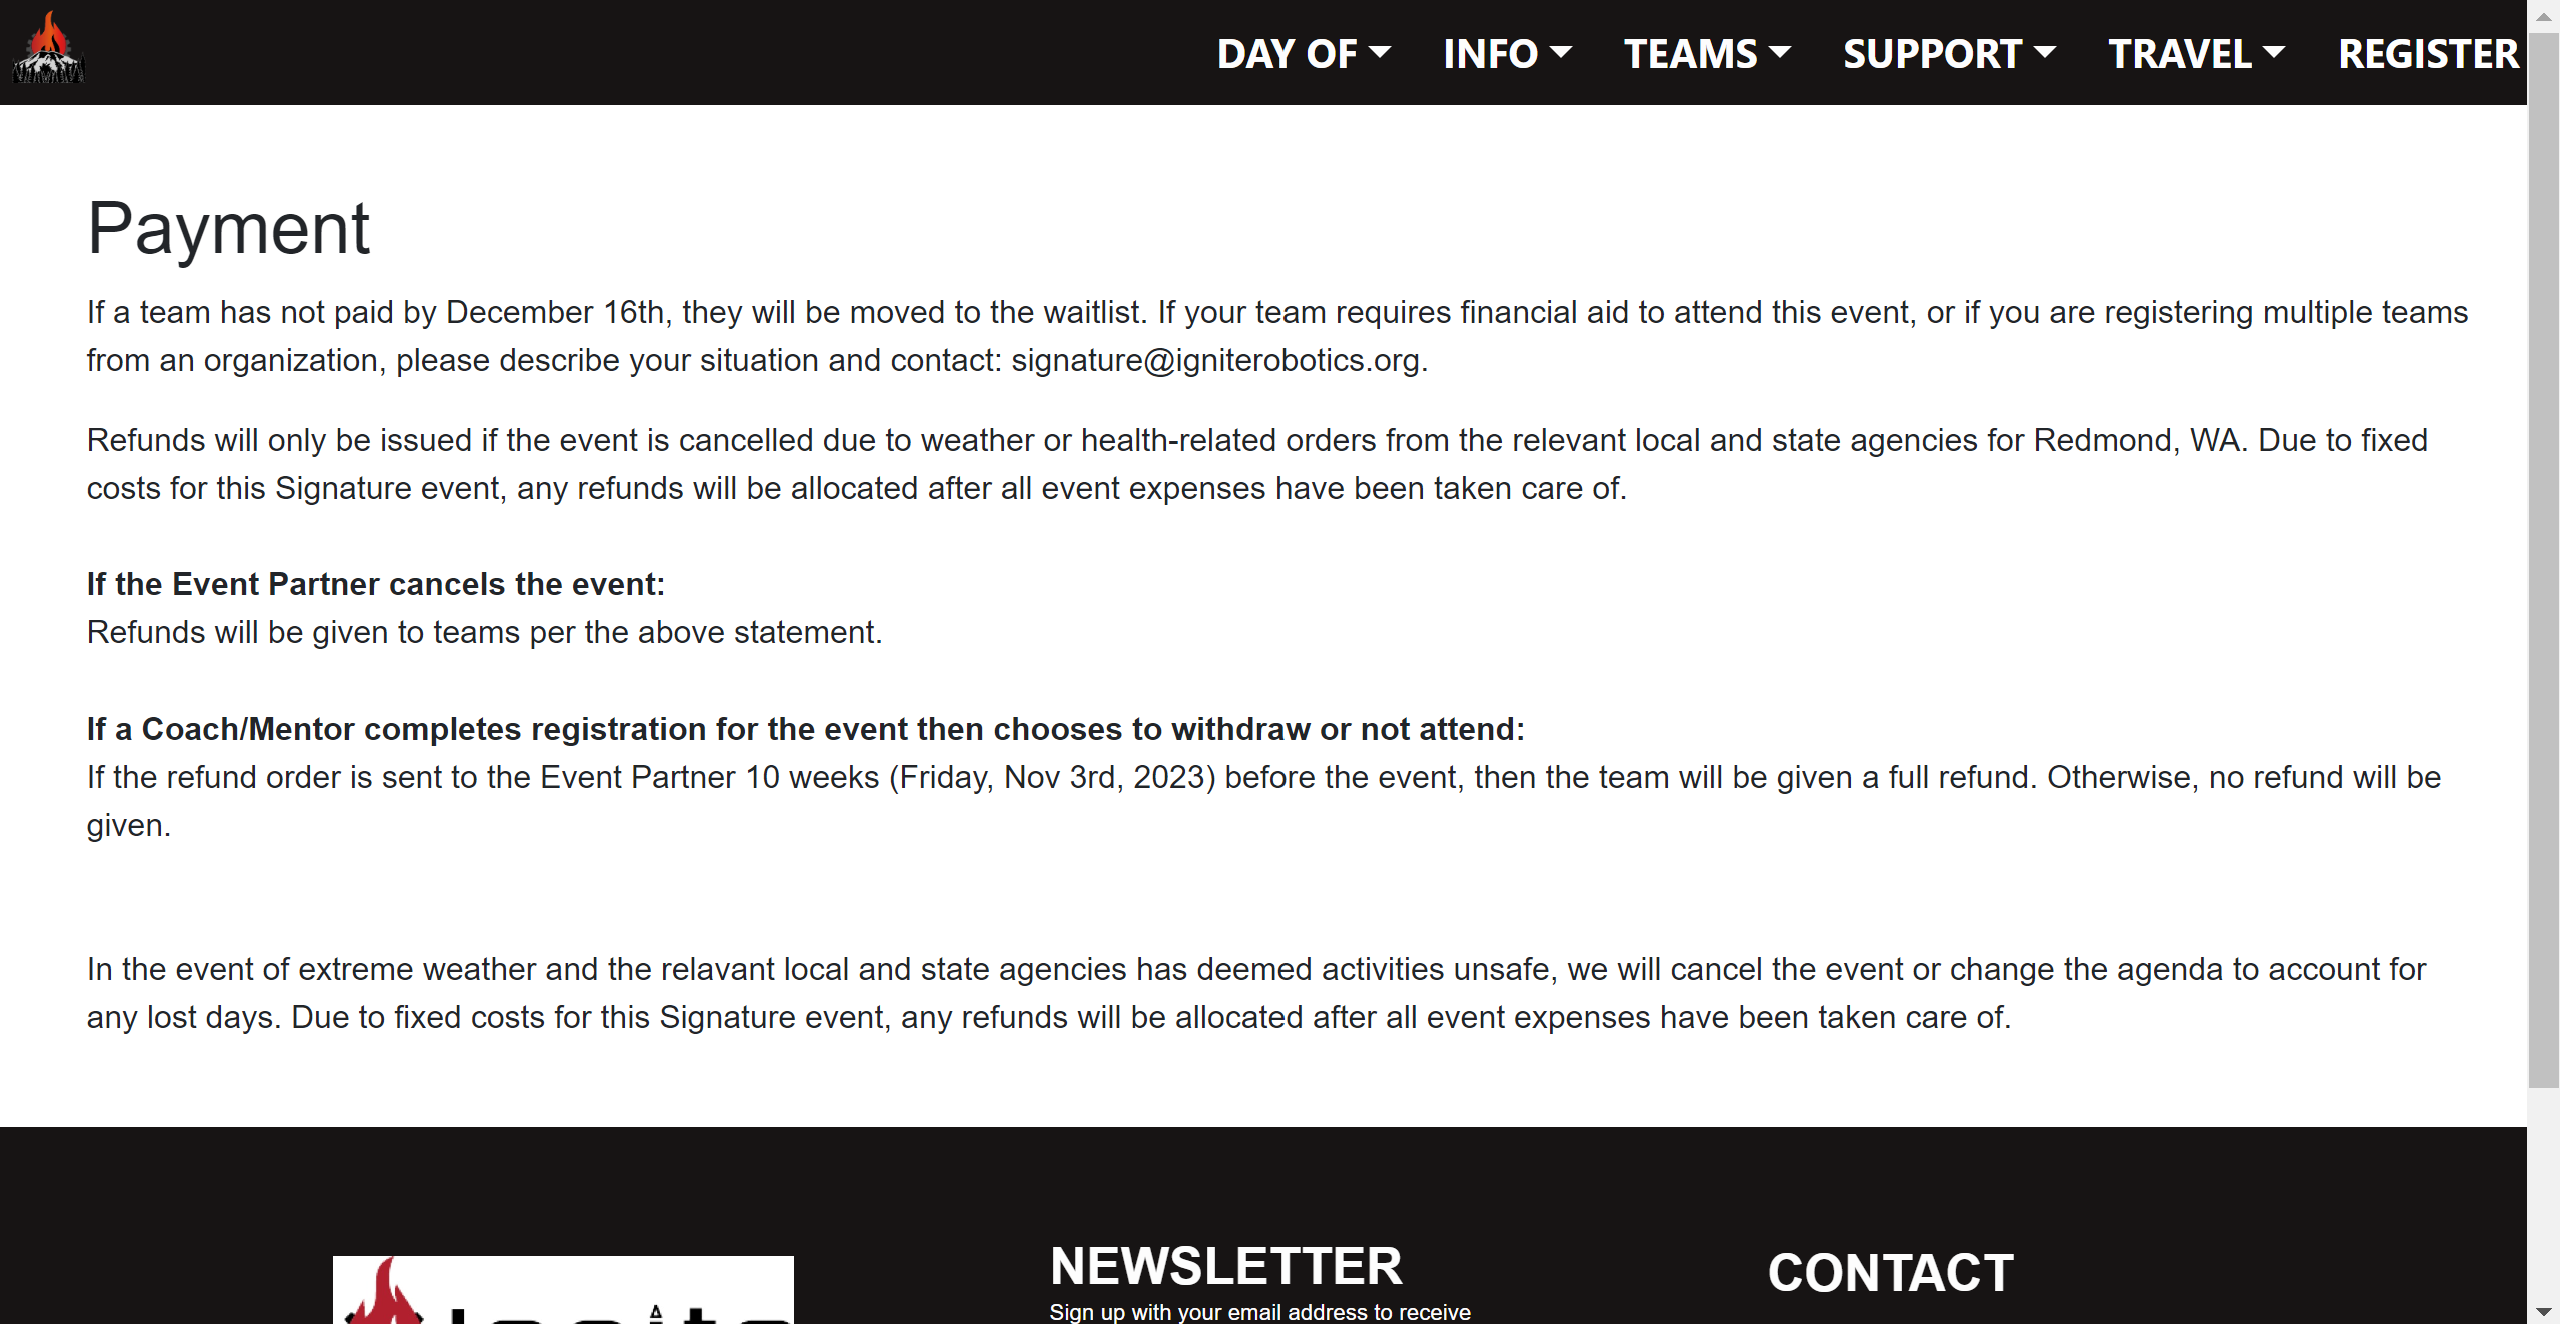 DAY OF INFO TEAMS SUPPORT TRAVEL REGISTER
Payment
If a team has not paid by December 16th, they will be moved to the waitlist. If your team requires financial aid to attend this event, or if you are registering multiple teams
from an organization, please describe your situation and contact: signature@igniterobotics.org.
Refunds will only be issued if the event is cancelled due to weather or health-related orders from the relevant local and state agencies for Redmond, WA. Due to fixed
costs for this Signature event, any refunds will be allocated after all event expenses have been taken care of.
If the Event Partner cancels the event:
Refunds will be given to teams per the above statement.
If a Coach/Mentor completes registration for the event then chooses to withdraw or not attend:
If the refund order is sent to the Event Partner 10 weeks (Friday, Nov 3rd, 2023) before the event, then the team will be given a full refund. Otherwise, no refund will be
given.
In the event of extreme weather and the relavant local and state agencies has deemed activities unsafe, we will cancel the event or change the agenda to account for
any lost days. Due to fixed costs for this Signature event, any refunds will be allocated after all event expenses have been taken care of.
NEWSLETTER
Sign up with your email address to receive
CONTACT